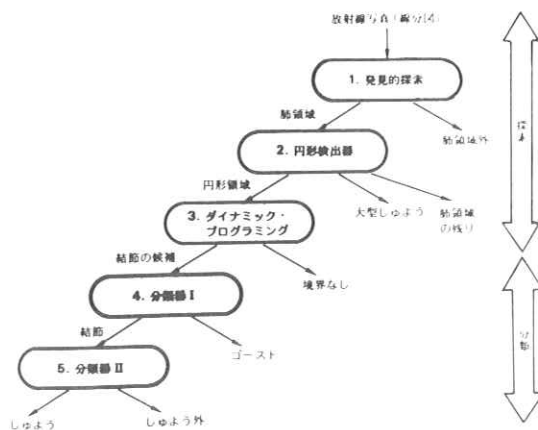 放射線写真(線分図)
1. 発見的探索
肺領域
肺領域外
2. 円形検出器
円形領域
大型しゅよう
肺領域
の残り
3. ダイナミック・
プログラミング
結節の候補
境界なし
4. 分類器 I
結節
ゴースト
5. 分類器 II
しゅよう
しゅよう外
探索
分類